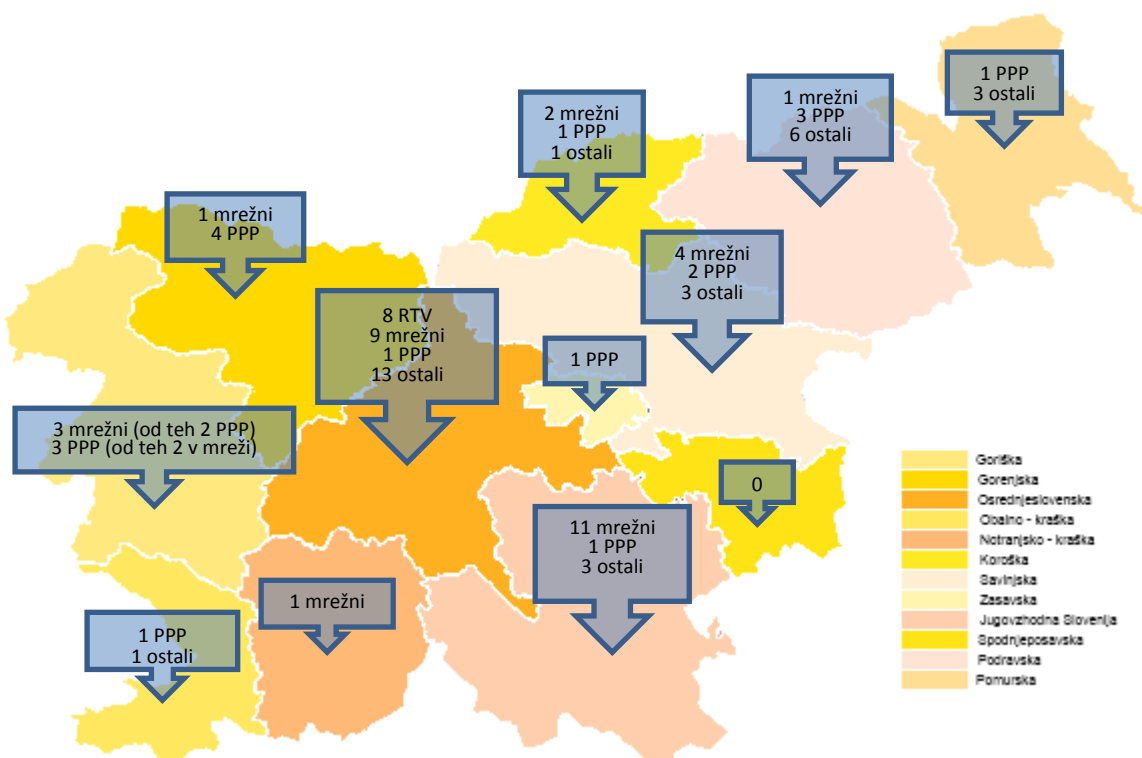 1 PPP
3 ostali
1 mrežni
3 PPP
6 ostali
2 mrežni
1 PPP
1 ostali
1 mrežni
4 PPP
4 mrežni
2 PPP
3 ostali
8 RTV
9 mrežni
1 PPP
13 ostali
1 PPP
3 mrežni (od teh 2 PPP)
3 PPP (od teh 2 v mreži)
0
11 mrežni
1 PPP
3 ostali
1 mrežni
1 PPP
1 ostali
Goriška
Gorenjska
Osrednjeslovenska
Obalno - kraška
Notranjsko - kraška
Koroška
Savinjska
Zasavska
Jugovzhodna Slovenija
Spodnjeposavska
Podravska
Pomurska